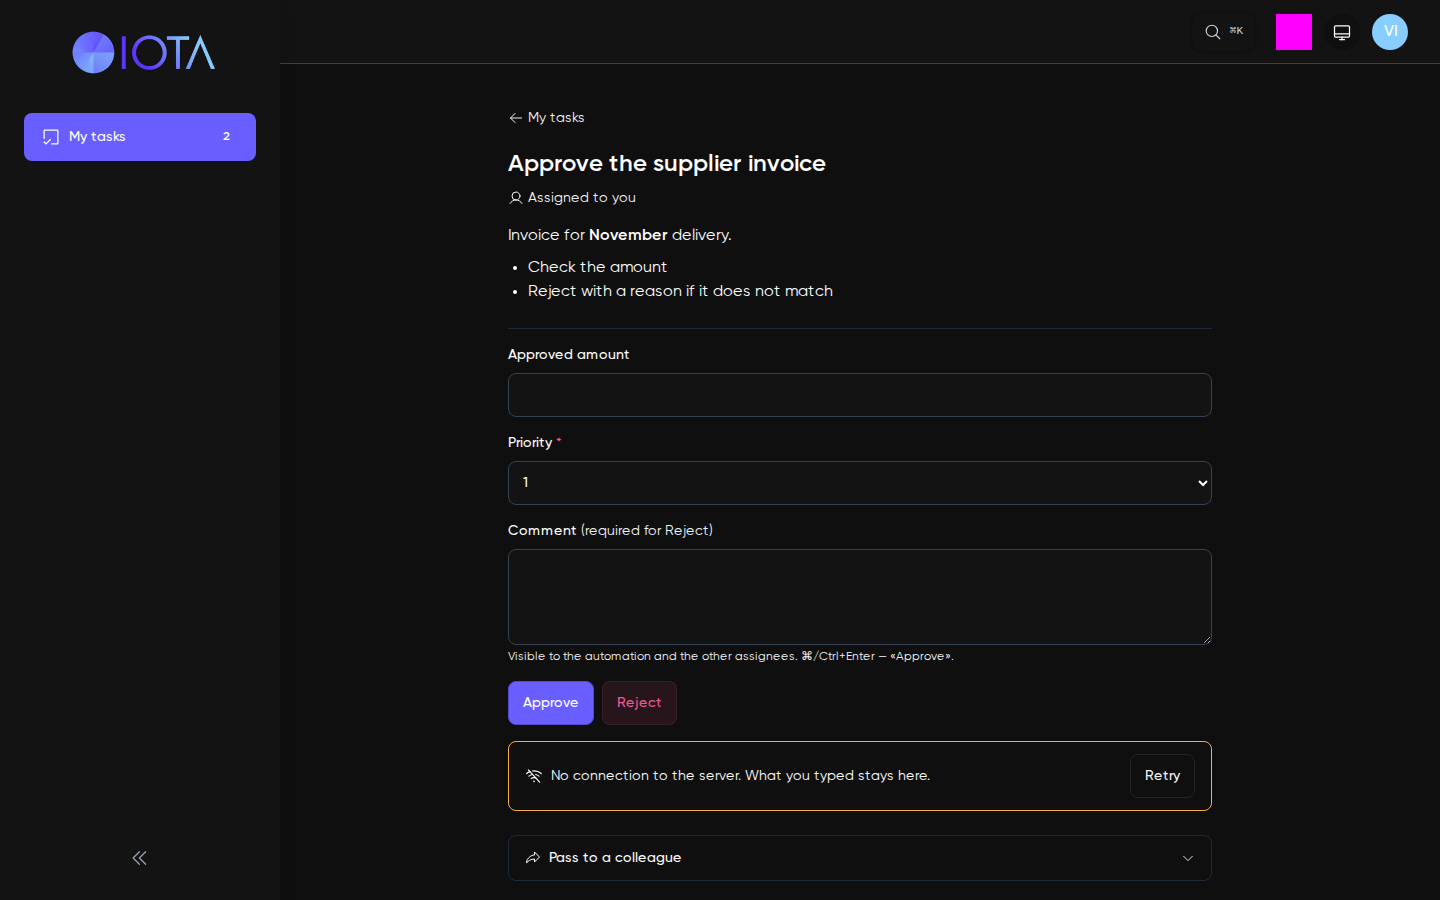 IOTA
⌘K
VI
My tasks
2
My tasks
Approve the supplier invoice
Assigned to you
Invoice for November delivery.
• Check the amount
• Reject with a reason if it does not match
Approved amount
Priority *
1
Comment (required for Reject)
Visible to the automation and the other assignees. ⌘/Ctrl+Enter — «Approve».
Approve
Reject
No connection to the server. What you typed stays here.
Retry
Pass to a colleague